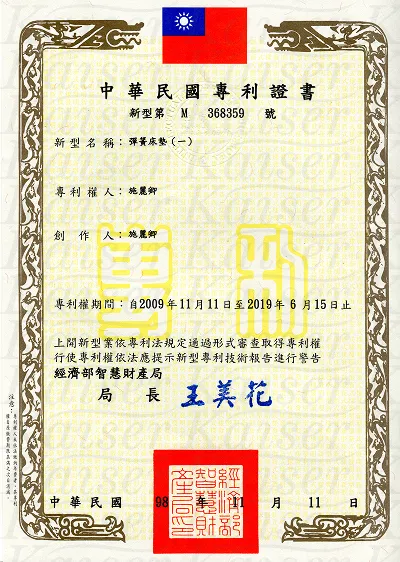 中華民國專利證書
新型第 M 368359 號
新型名稱：彈簧床墊(一)
專利權人：施麗卿
創作人：施麗卿
專利
專利權期間：自2009年11月11日至2019年6月15日止
上開新型業依專利法規定通過形式審查取得專利權
行使專利權依法應提示新型專利技術報告進行警告
經濟部智慧財產局
局長 王美花
經濟部智慧財產局印
中華民國 98 年 11 月 11 日
注意：
Kaiser